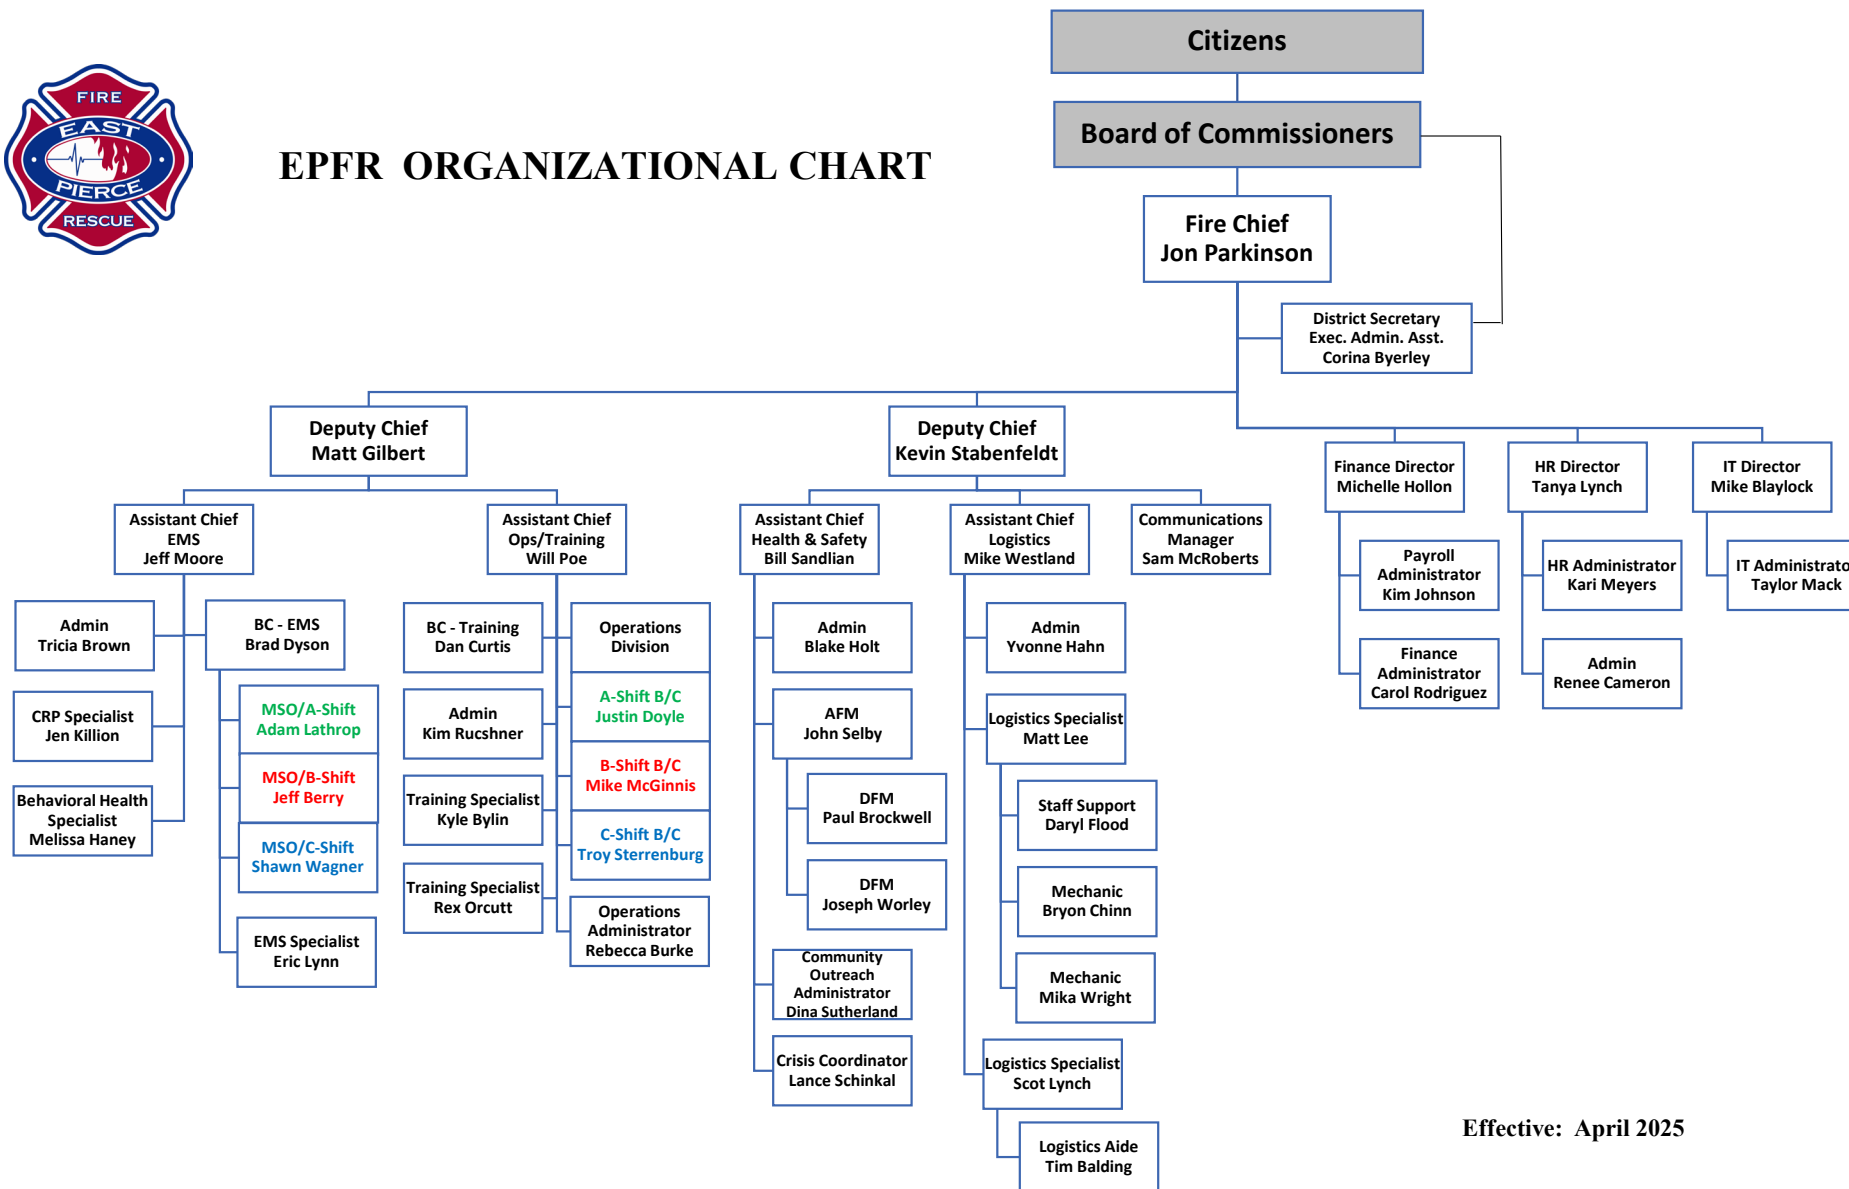 FIRE
EAST
PIERCE
RESCUE
EPFR ORGANIZATIONAL CHART
Citizens
Board of Commissioners
Fire Chief
Jon Parkinson
District Secretary
Exec. Admin. Asst.
Corina Byerley
Deputy Chief
Matt Gilbert
Deputy Chief
Kevin Stabenfeldt
Finance Director
Michelle Hollon
HR Director
Tanya Lynch
IT Director
Mike Blaylock
Assistant Chief
EMS
Jeff Moore
Assistant Chief
Ops/Training
Will Poe
Assistant Chief
Health & Safety
Bill Sandlian
Assistant Chief
Logistics
Mike Westland
Communications
Manager
Sam McRoberts
Payroll
Administrator
Kim Johnson
HR Administrator
Kari Meyers
IT Administrato
Taylor Mack
Finance
Administrator
Carol Rodriguez
Admin
Renee Cameron
Admin
Tricia Brown
CRP Specialist
Jen Killion
Behavioral Health
Specialist
Melissa Haney
BC - EMS
Brad Dyson
MSO/A-Shift
Adam Lathrop
MSO/B-Shift
Jeff Berry
MSO/C-Shift
Shawn Wagner
EMS Specialist
Eric Lynn
BC - Training
Dan Curtis
Admin
Kim Rucshner
Training Specialist
Kyle Bylin
Training Specialist
Rex Orcutt
Operations
Division
A-Shift B/C
Justin Doyle
B-Shift B/C
Mike McGinnis
C-Shift B/C
Troy Sterrenburg
Operations
Administrator
Rebecca Burke
Admin
Blake Holt
AFM
John Selby
DFM
Paul Brockwell
DFM
Joseph Worley
Community
Outreach
Administrator
Dina Sutherland
Crisis Coordinator
Lance Schinkal
Admin
Yvonne Hahn
Logistics Specialist
Matt Lee
Staff Support
Daryl Flood
Mechanic
Bryon Chinn
Mechanic
Mika Wright
Logistics Specialist
Scot Lynch
Logistics Aide
Tim Balding
Effective: April 2025